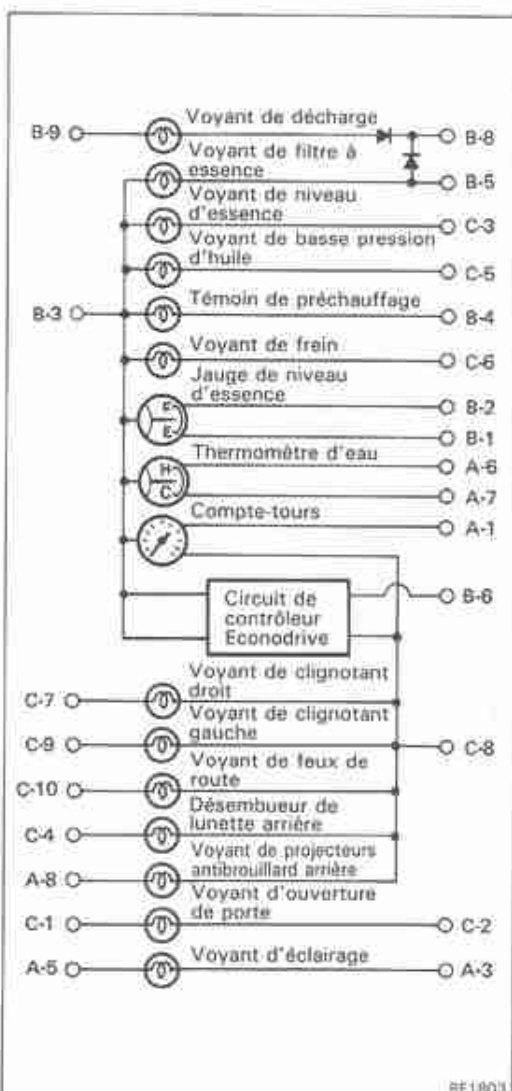 Voyant de décharge
B-9
B-8
Voyant de filtre à
essence
B-5
Voyant de niveau
d'essence
C-3
Voyant de basse pression
d'huile
C-5
Témoin de préchauffage
B-3
B-4
Voyant de frein
C-6
Jauge de niveau
d'essence
F
E
B-2
B-1
Thermomètre d'eau
H
C
A-6
A-7
Compte-tours
A-1
Circuit de
contrôleur
Econodrive
B-6
Voyant de clignotant
droit
C-7
Voyant de clignotant
gauche
C-9
C-8
Voyant de feux de
route
C-10
Désembueur de
lunette arrière
C-4
Voyant de projecteurs
antibrouillard arrière
A-8
Voyant d'ouverture
de porte
C-1
C-2
Voyant d'éclairage
A-5
A-3
BE1803